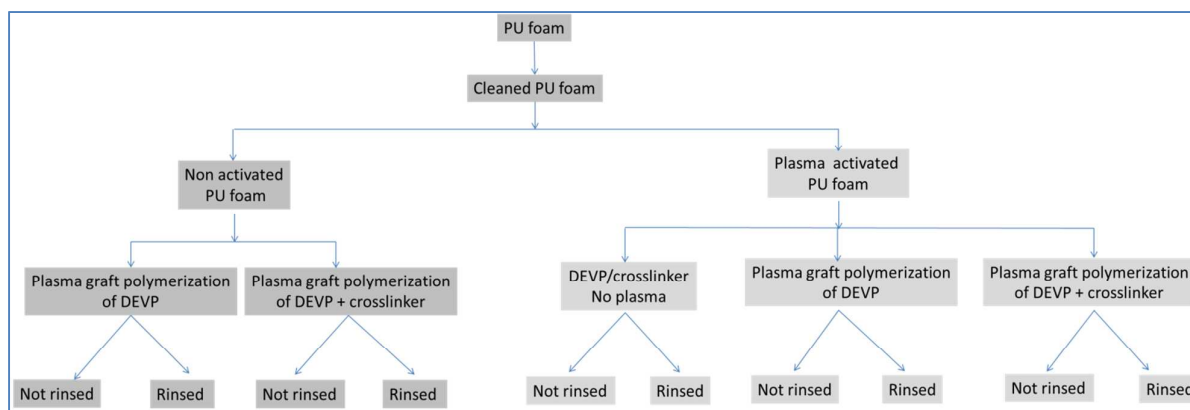 PU foam
Cleaned PU foam
Non activated
PU foam
Plasma activated
PU foam
Plasma graft polymerization
of DEVP
Plasma graft polymerization
of DEVP + crosslinker
DEVP/crosslinker
No plasma
Plasma graft polymerization
of DEVP
Plasma graft polymerization
of DEVP + crosslinker
Not rinsed
Rinsed
Not rinsed
Rinsed
Not rinsed
Rinsed
Not rinsed
Rinsed
Not rinsed
Rinsed